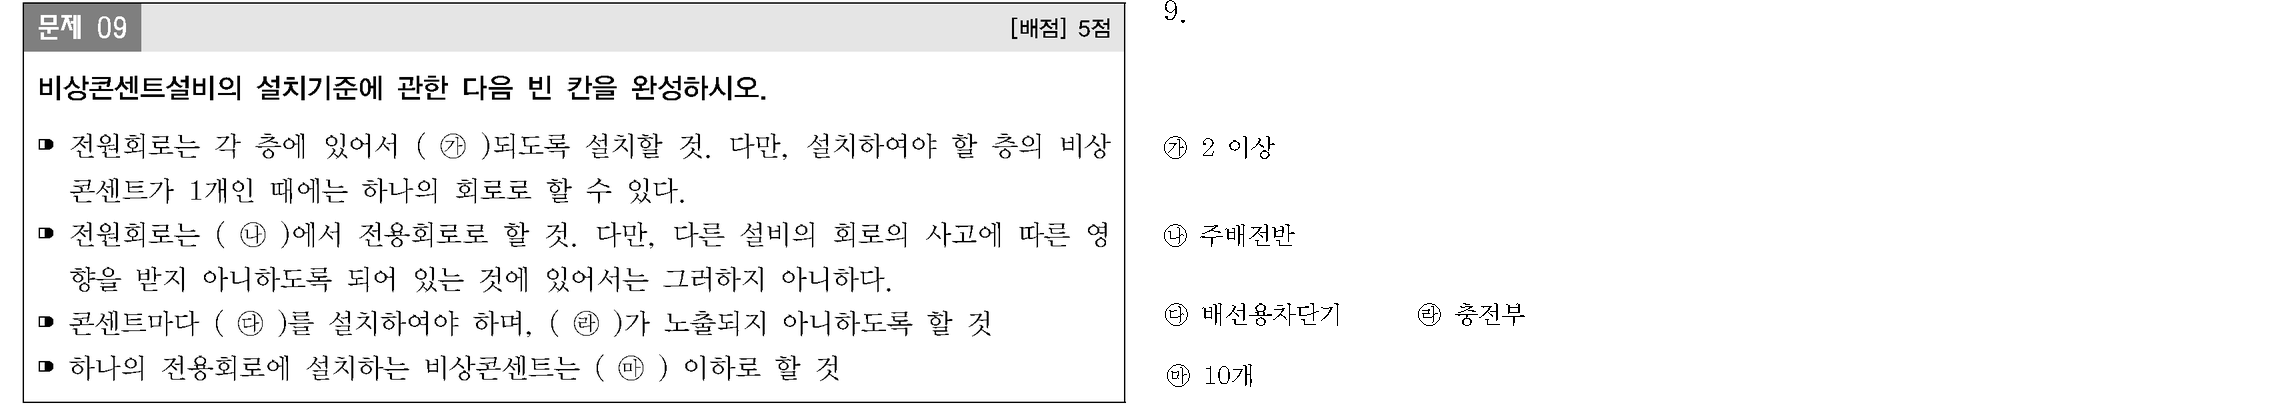 문제 09 [배점] 5점
비상콘센트설비의 설치기준에 관한 다음 빈 칸을 완성하시오.
➡ 전원회로는 각 층에 있어서 ( ㉮ )되도록 설치할 것. 다만, 설치하여야 할 층의 비상
콘센트가 1개인 때에는 하나의 회로로 할 수 있다.
➡ 전원회로는 ( ㉯ )에서 전용회로로 할 것. 다만, 다른 설비의 회로의 사고에 따른 영
향을 받지 아니하도록 되어 있는 것에 있어서는 그러하지 아니하다.
➡ 콘센트마다 ( ㉰ )를 설치하여야 하며, ( ㉱ )가 노출되지 아니하도록 할 것
➡ 하나의 전용회로에 설치하는 비상콘센트는 ( ㉲ ) 이하로 할 것
9.
㉮ 2 이상
㉯ 주배전반
㉰ 배선용차단기 ㉱ 충전부
㉲ 10개